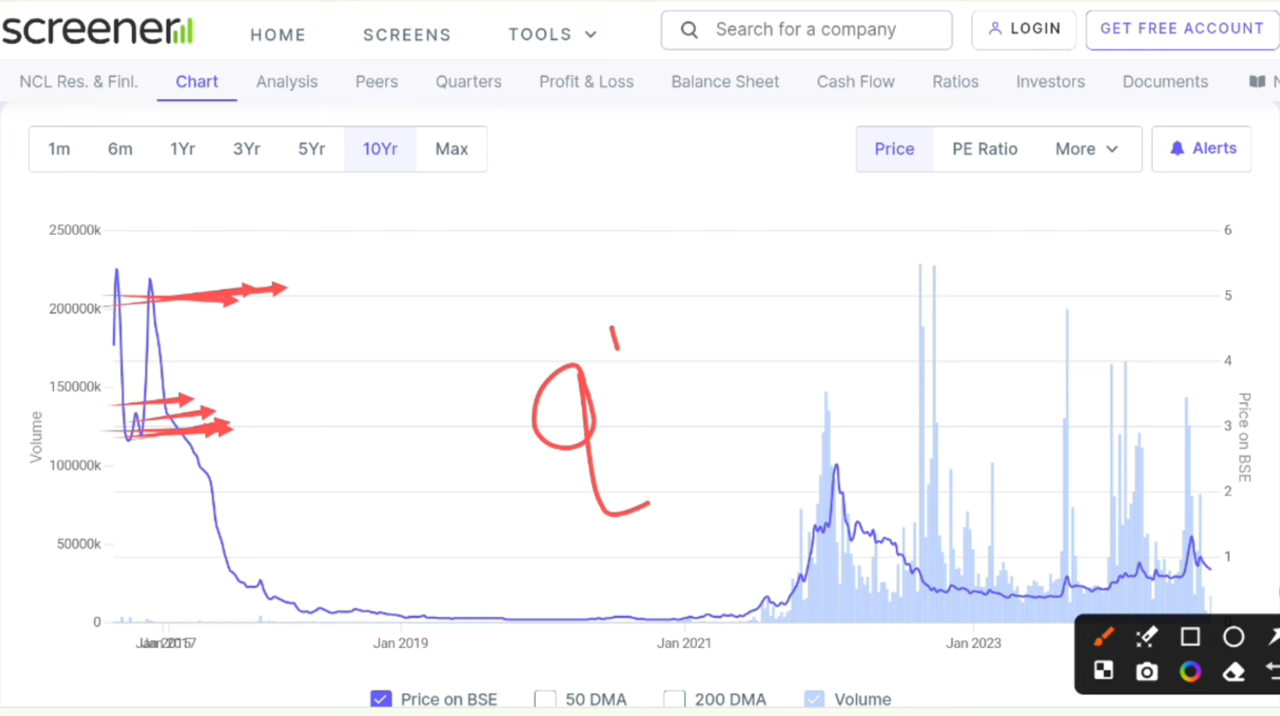 screener HOME SCREENS TOOLS Search for a company LOGIN GET FREE ACCOUNT
NCL Res. & Finl. Chart Analysis Peers Quarters Profit & Loss Balance Sheet Cash Flow Ratios Investors Documents
1m 6m 1Yr 3Yr 5Yr 10Yr Max Price PE Ratio More Alerts
250000k 6
200000k 5
4
150000k
3
100000k
2
50000k
1
0
Volume
Price on BSE
Jan 2019 Jan 2021 Jan 2023
Price on BSE 50 DMA 200 DMA Volume